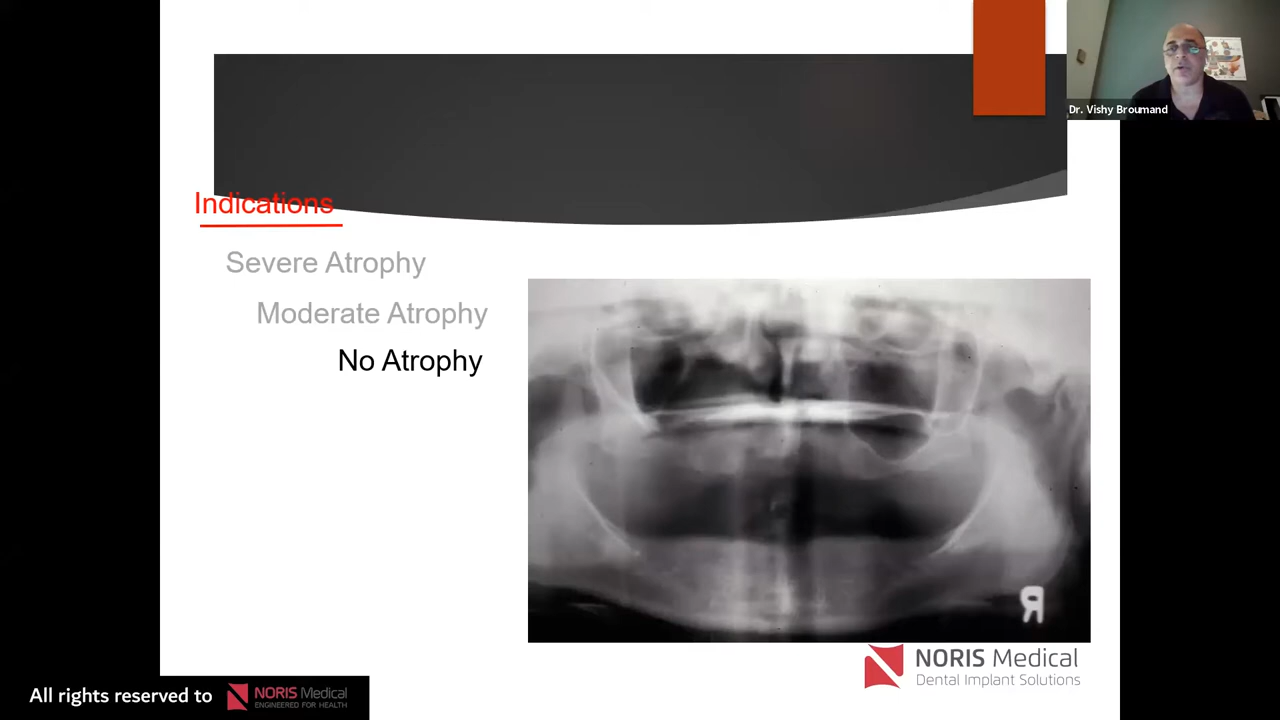 Dr. Vishy Broumand
Indications
Severe Atrophy
Moderate Atrophy
No Atrophy
R
NORIS Medical
Dental Implant Solutions
All rights reserved to
NORIS Medical
ENGINEERED FOR HEALTH